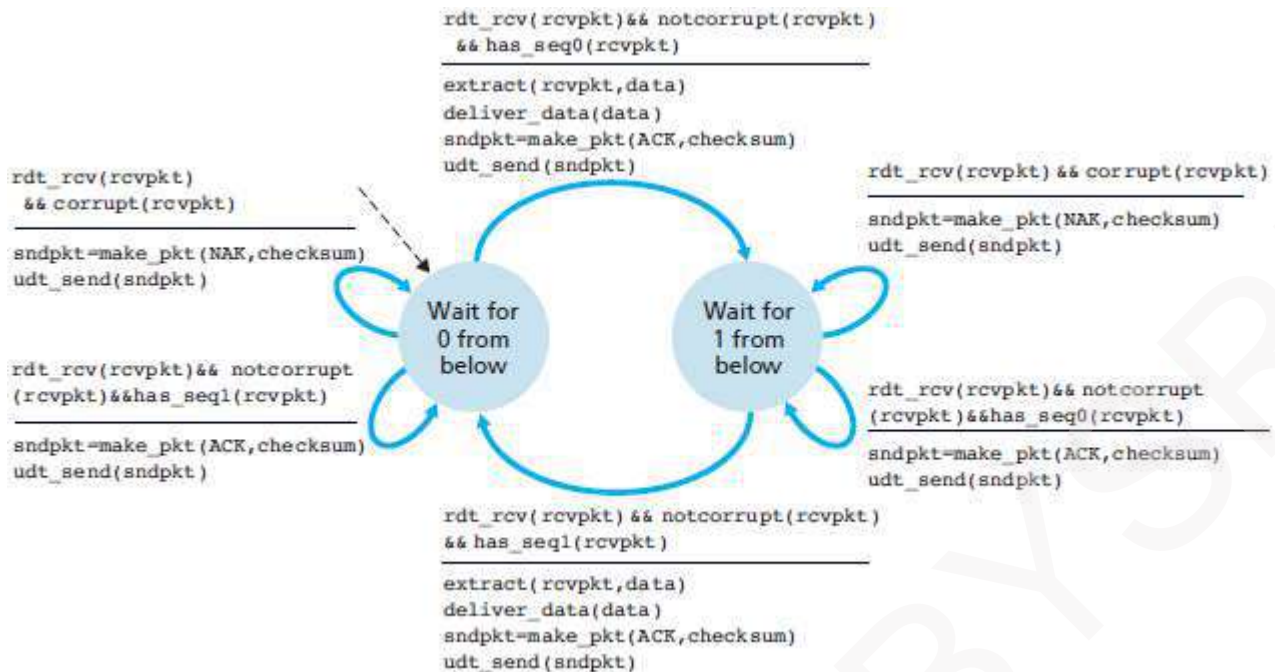 rdt_rcv(rcvpkt)&& notcorrupt(rcvpkt)
&& has_seq0(rcvpkt)
extract(rcvpkt,data)
deliver_data(data)
sndpkt=make_pkt(ACK,checksum)
udt_send(sndpkt)
rdt_rcv(rcvpkt)
&& corrupt(rcvpkt)
sndpkt=make_pkt(NAK,checksum)
udt_send(sndpkt)
rdt_rcv(rcvpkt) && corrupt(rcvpkt)
sndpkt=make_pkt(NAK,checksum)
udt_send(sndpkt)
Wait for
0 from
below
Wait for
1 from
below
rdt_rcv(rcvpkt)&& notcorrupt
(rcvpkt)&&has_seq1(rcvpkt)
sndpkt=make_pkt(ACK,checksum)
udt_send(sndpkt)
rdt_rcv(rcvpkt)&& notcorrupt
(rcvpkt)&&has_seq0(rcvpkt)
sndpkt=make_pkt(ACK,checksum)
udt_send(sndpkt)
rdt_rcv(rcvpkt) && notcorrupt(rcvpkt)
&& has_seq1(rcvpkt)
extract(rcvpkt,data)
deliver_data(data)
sndpkt=make_pkt(ACK,checksum)
udt_send(sndpkt)